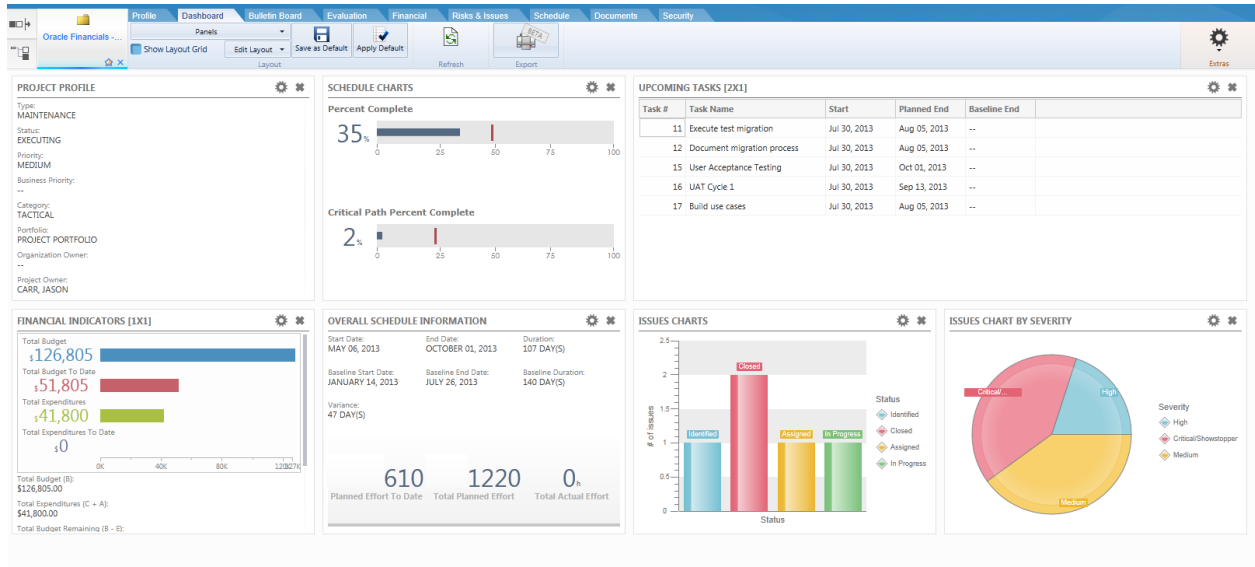 Profile Dashboard Bulletin Board Evaluation Financial Risks & Issues Schedule Documents Security
Oracle Financials -...
Panels
Show Layout Grid
Edit Layout
Save as Default
Apply Default
Layout
Refresh
BETA
Export
Extras
PROJECT PROFILE
Type:
MAINTENANCE
Status:
EXECUTING
Priority:
MEDIUM
Business Priority:
--
Category:
TACTICAL
Portfolio:
PROJECT PORTFOLIO
Organization Owner:
--
Project Owner:
CARR, JASON
SCHEDULE CHARTS
Percent Complete
35%
0 25 50 75 100
Critical Path Percent Complete
2%
0 25 50 75 100
UPCOMING TASKS [2X1]
Task # Task Name Start Planned End Baseline End
11 Execute test migration Jul 30, 2013 Aug 05, 2013 --
12 Document migration process Jul 30, 2013 Aug 05, 2013 --
15 User Acceptance Testing Jul 30, 2013 Oct 01, 2013 --
16 UAT Cycle 1 Jul 30, 2013 Sep 13, 2013 --
17 Build use cases Jul 30, 2013 Aug 05, 2013 --
FINANCIAL INDICATORS [1X1]
Total Budget
$126,805
Total Budget To Date
$51,805
Total Expenditures
$41,800
Total Expenditures To Date
$0
0K 40K 80K
Total Budget (B):
$126,805.00
Total Expenditures (C + A):
$41,800.00
Total Budget Remaining (B - E):
OVERALL SCHEDULE INFORMATION
Start Date: End Date: Duration:
MAY 06, 2013 OCTOBER 01, 2013 107 DAY(S)
Baseline Start Date: Baseline End Date: Baseline Duration:
JANUARY 14, 2013 JULY 26, 2013 140 DAY(S)
Variance:
47 DAY(S)
610 1220 0h
Planned Effort To Date Total Planned Effort Total Actual Effort
ISSUES CHARTS
2.5
2
1.5
1
0.5
0
# of issues
Identified
Closed
Assigned
In Progress
Status
Status
Identified
Closed
Assigned
In Progress
ISSUES CHART BY SEVERITY
Critical/...
High
Medium
Severity
High
Critical/Showstopper
Medium